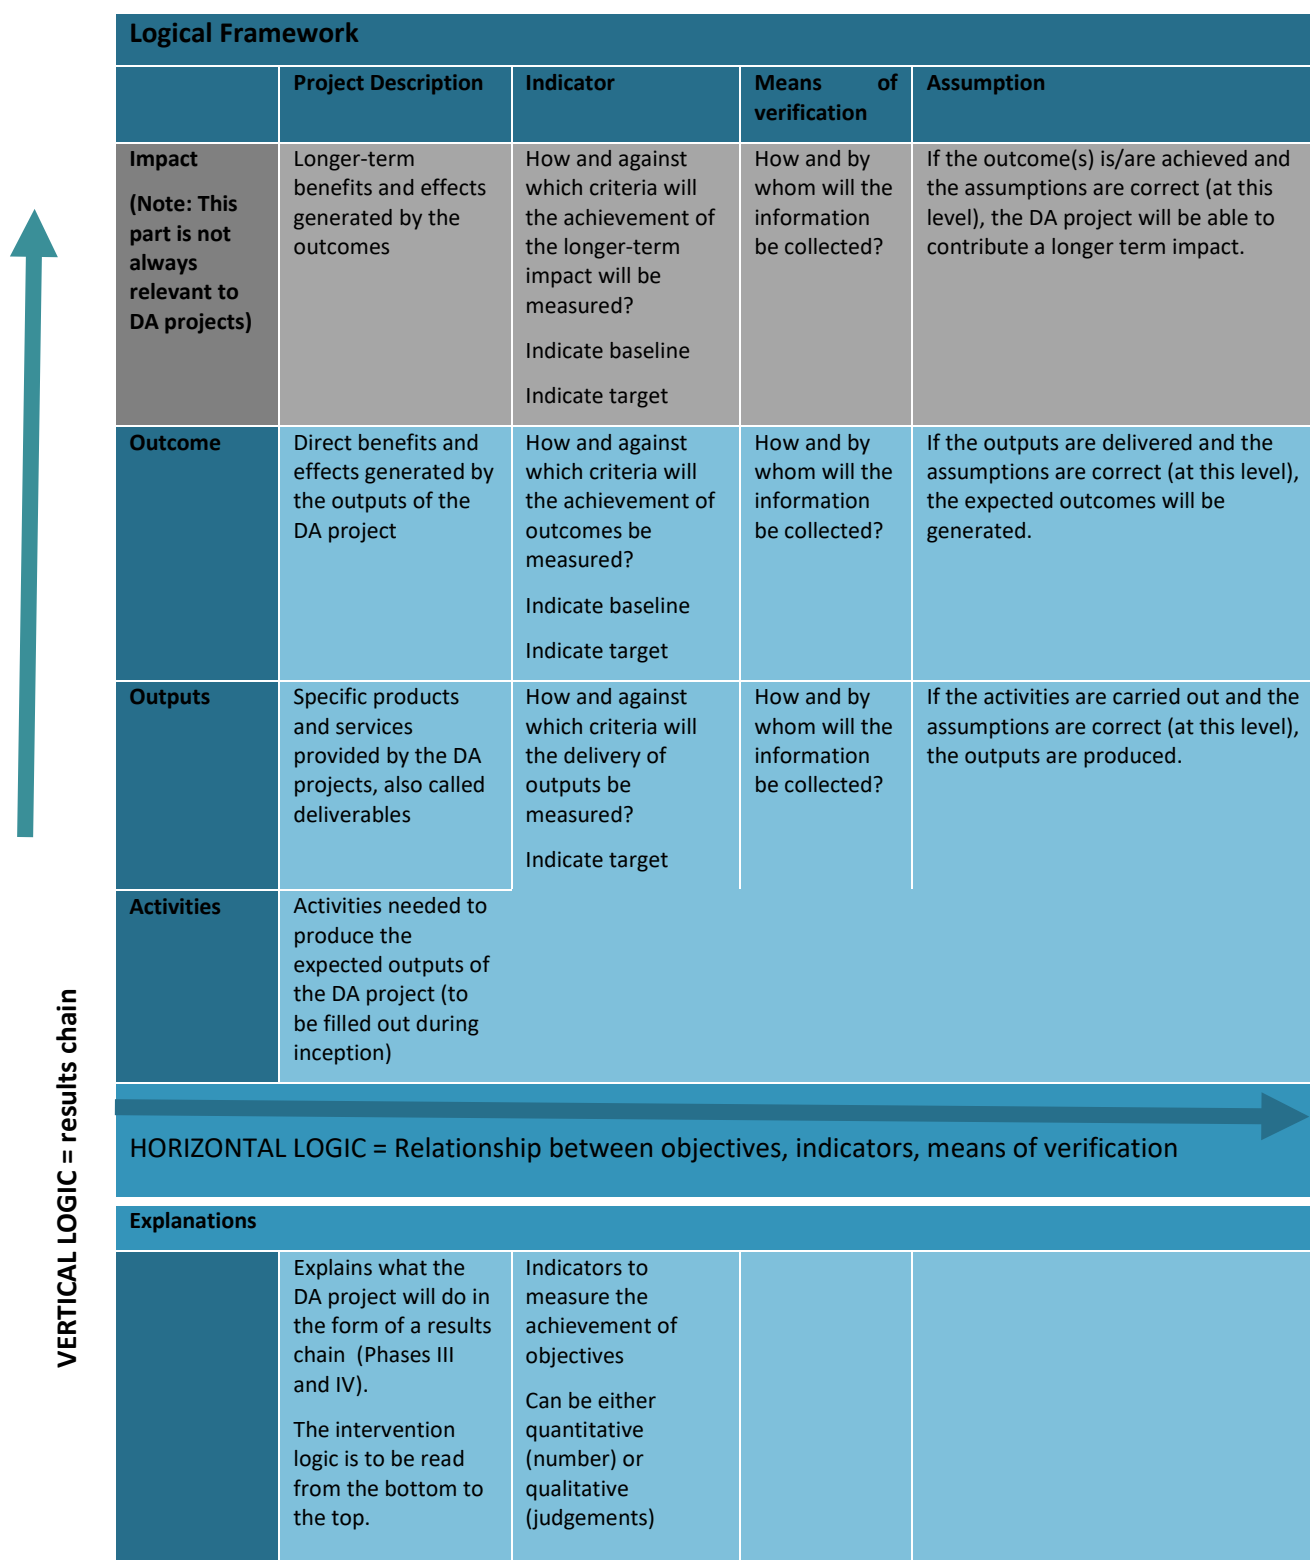 Logical Framework
Project Description
Indicator
Means of
verification
Assumption
Impact
(Note: This
part is not
always
relevant to
DA projects)
Longer-term
benefits and effects
generated by the
outcomes
How and against
which criteria will
the achievement of
the longer-term
impact will be
measured?
Indicate baseline
Indicate target
How and by
whom will the
information
be collected?
If the outcome(s) is/are achieved and
the assumptions are correct (at this
level), the DA project will be able to
contribute a longer term impact.
Outcome
Direct benefits and
effects generated by
the outputs of the
DA project
How and against
which criteria will
the achievement of
outcomes be
measured?
Indicate baseline
Indicate target
How and by
whom will the
information
be collected?
If the outputs are delivered and the
assumptions are correct (at this level),
the expected outcomes will be
generated.
Outputs
Specific products
and services
provided by the DA
projects, also called
deliverables
How and against
which criteria will
the delivery of
outputs be
measured?
Indicate target
How and by
whom will the
information
be collected?
If the activities are carried out and the
assumptions are correct (at this level),
the outputs are produced.
Activities
Activities needed to
produce the
expected outputs of
the DA project (to
be filled out during
inception)
VERTICAL LOGIC = results chain
HORIZONTAL LOGIC = Relationship between objectives, indicators, means of verification
Explanations
Explains what the
DA project will do in
the form of a results
chain (Phases III
and IV).
The intervention
logic is to be read
from the bottom to
the top.
Indicators to
measure the
achievement of
objectives
Can be either
quantitative
(number) or
qualitative
(judgements)